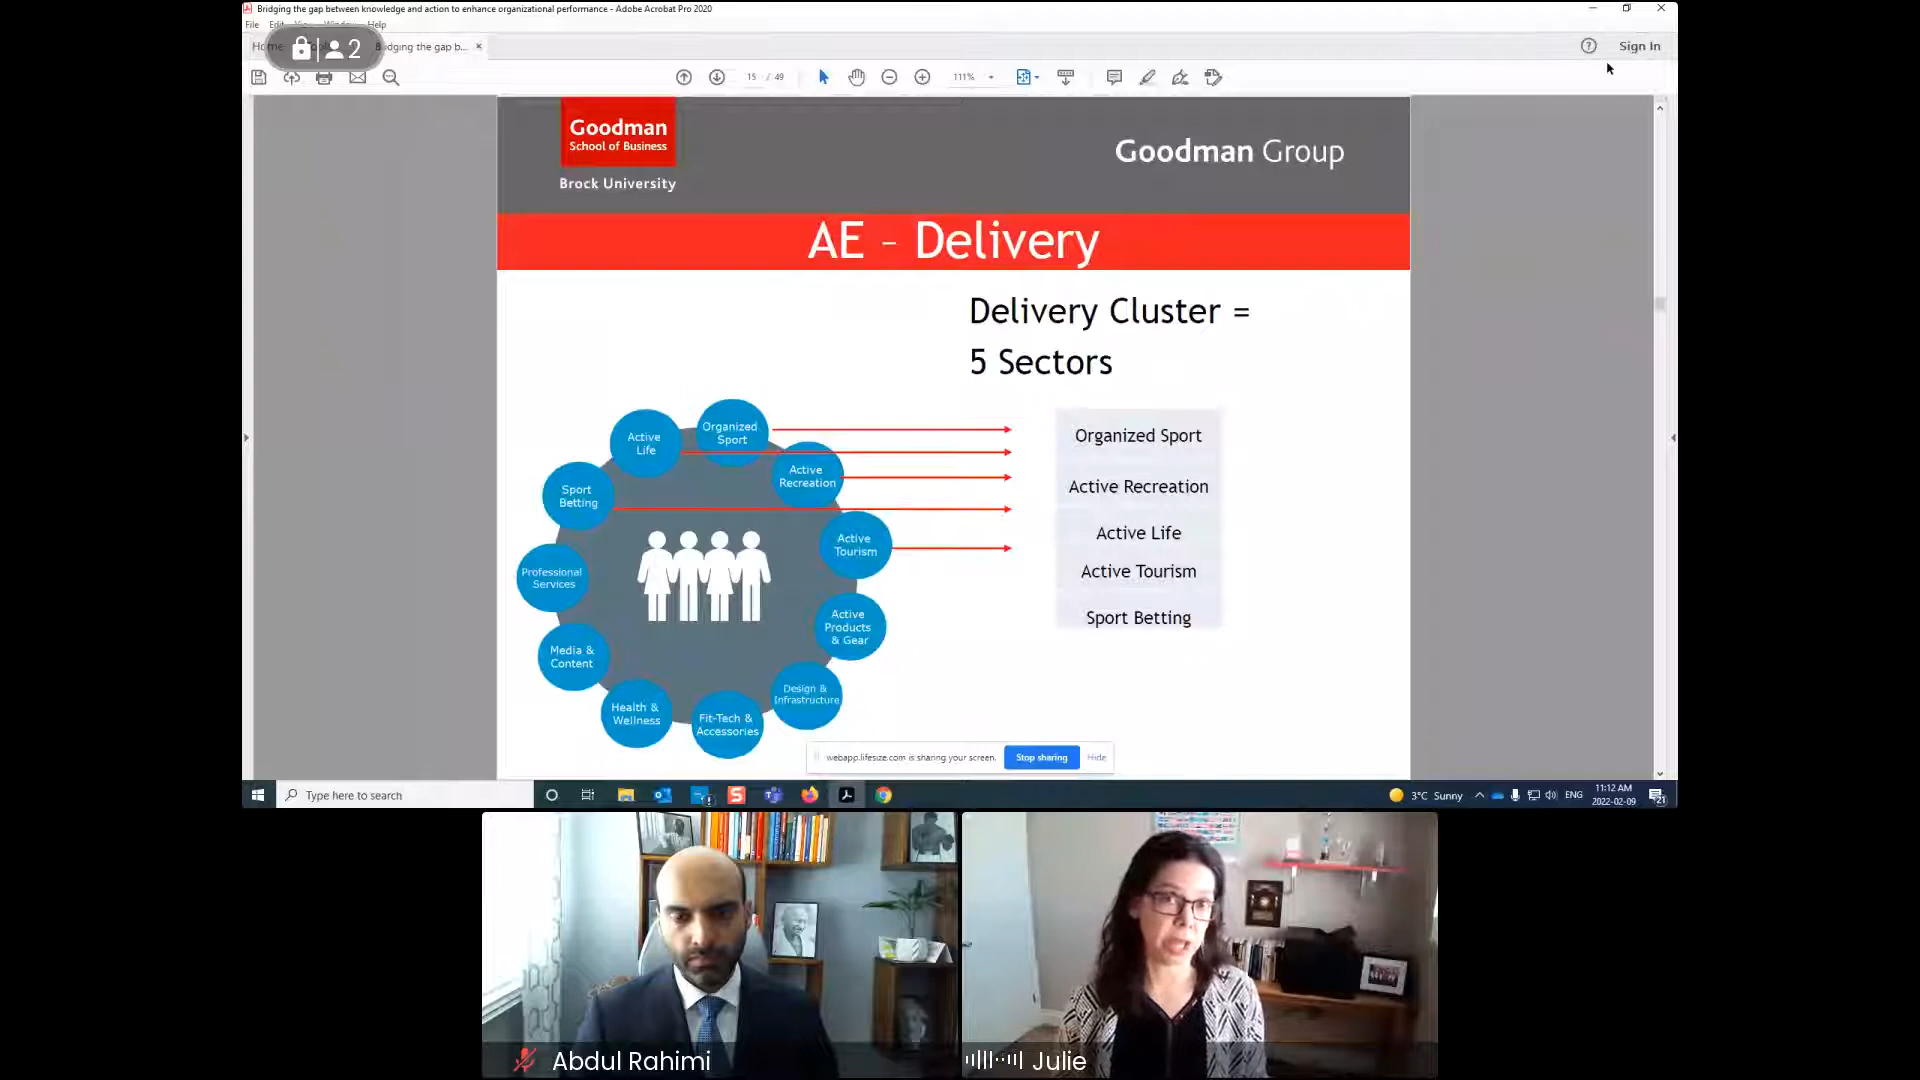 Bridging the gap between knowledge and action to enhance organizational performance - Adobe Acrobat Pro 2020
File Edit View Window Help
2
Bridging the gap b...
Sign In
15 / 49
111%
Goodman
School of Business
Brock University
Goodman Group
AE - Delivery
Delivery Cluster =
5 Sectors
Organized
Sport
Active
Life
Active
Recreation
Sport
Betting
Active
Tourism
Professional
Services
Active
Products
& Gear
Media &
Content
Design &
Infrastructure
Health &
Wellness
Fit-Tech &
Accessories
Organized Sport
Active Recreation
Active Life
Active Tourism
Sport Betting
webapp.lifesize.com is sharing your screen.
Stop sharing
Hide
Type here to search
3°C Sunny
ENG
11:12 AM
2022-02-09
21
Abdul Rahimi
Julie